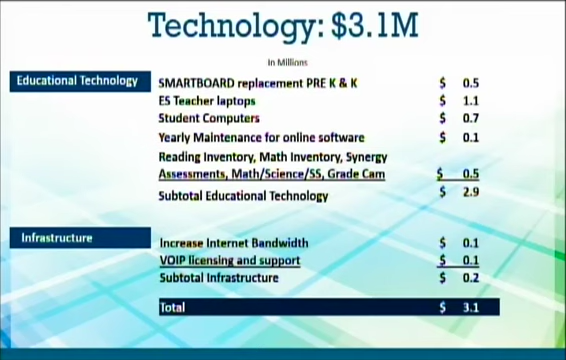 Technology: $3.1M
In Millions
Educational Technology
SMARTBOARD replacement PRE K & K $ 0.5
ES Teacher laptops $ 1.1
Student Computers $ 0.7
Yearly Maintenance for online software $ 0.1
Reading Inventory, Math Inventory, Synergy
Assessments, Math/Science/SS, Grade Cam $ 0.5
Subtotal Educational Technology $ 2.9
Infrastructure
Increase Internet Bandwidth $ 0.1
VOIP licensing and support $ 0.1
Subtotal Infrastructure $ 0.2
Total $ 3.1